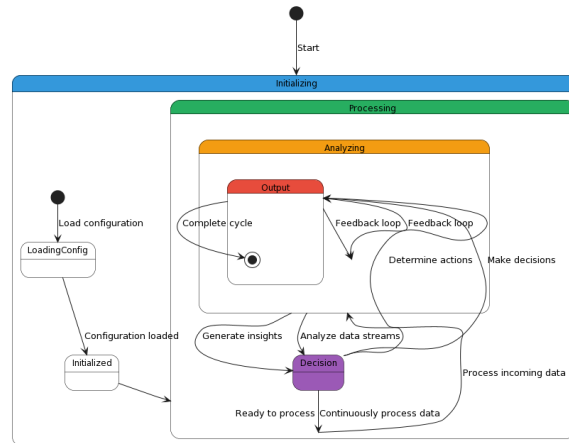 Start
Initializing
Processing
Analyzing
Output
Load configuration
Complete cycle
Feedback loop
Feedback loop
LoadingConfig
Determine actions
Make decisions
Configuration loaded
Generate insights
Analyze data streams
Initialized
Decision
Process incoming data
Ready to process
Continuously process data